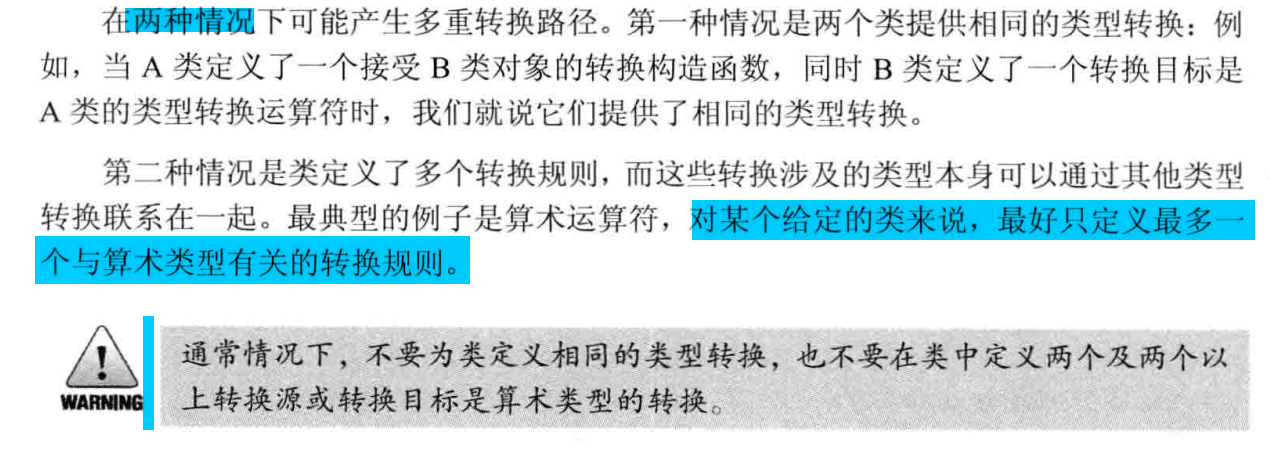 在两种情况下可能产生多重转换路径。第一种情况是两个类提供相同的类型转换：例
如，当 A 类定义了一个接受 B 类对象的转换构造函数，同时 B 类定义了一个转换目标是
A 类的类型转换运算符时，我们就说它们提供了相同的类型转换。
第二种情况是类定义了多个转换规则，而这些转换涉及的类型本身可以通过其他类型
转换联系在一起。最典型的例子是算术运算符，对某个给定的类来说，最好只定义最多一
个与算术类型有关的转换规则。
通常情况下，不要为类定义相同的类型转换，也不要在类中定义两个及两个以
上转换源或转换目标是算术类型的转换。
WARNING